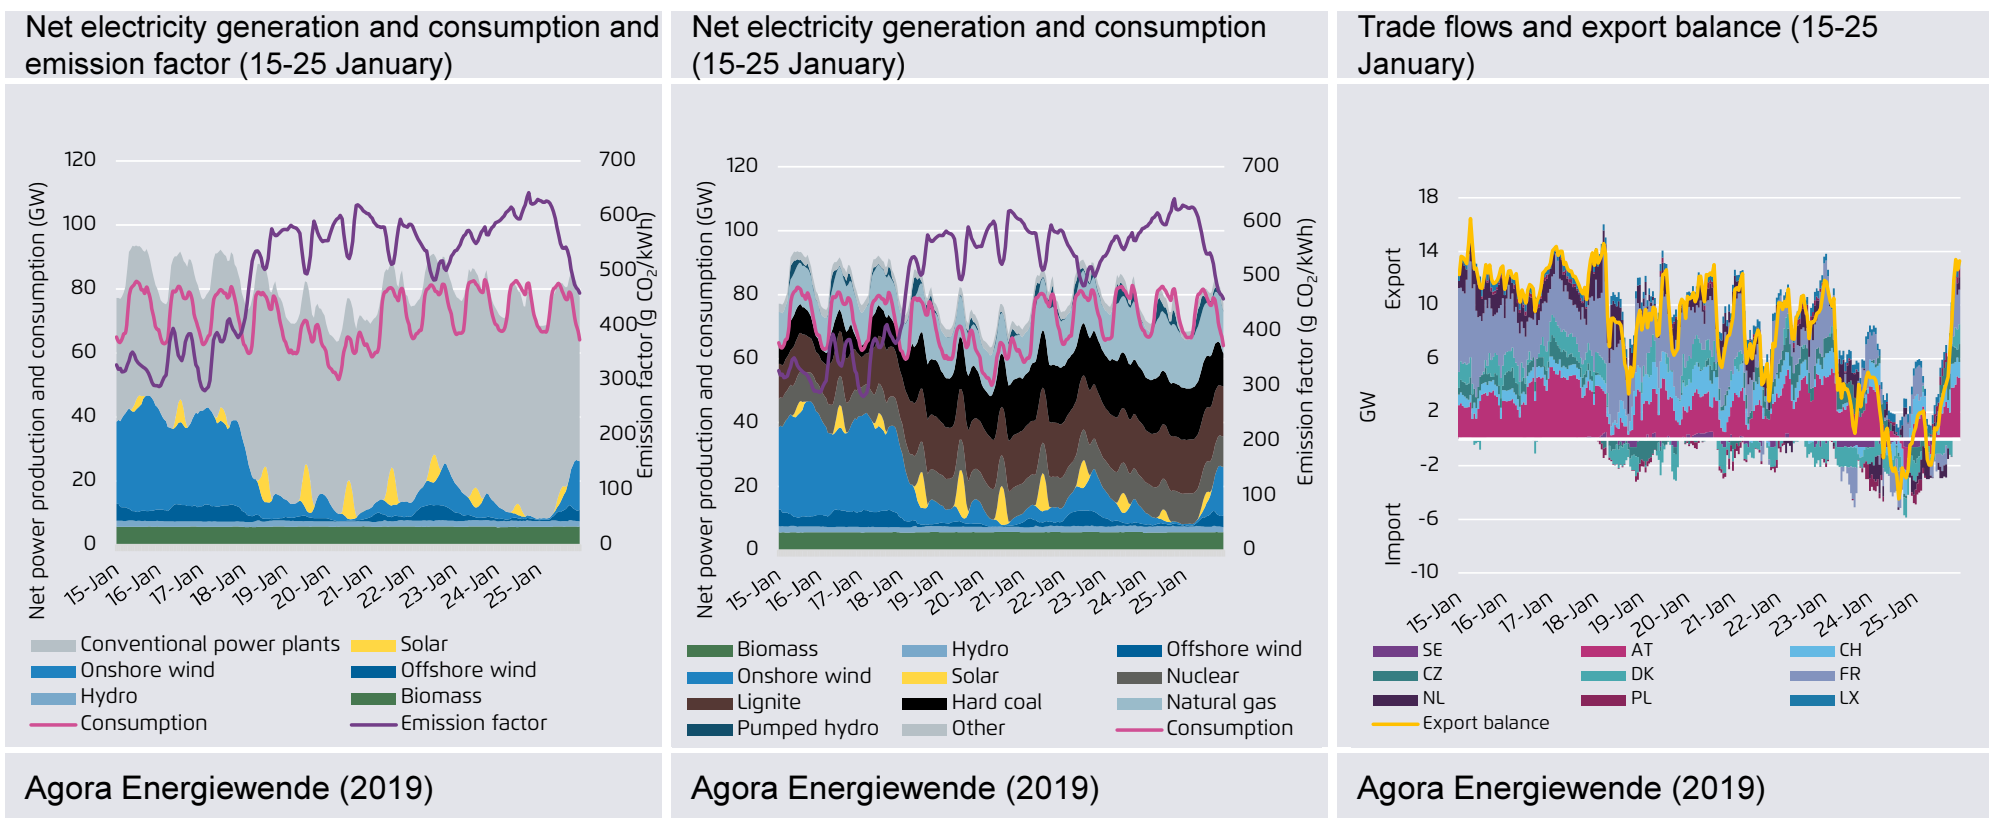 Net electricity generation and consumption and
emission factor (15-25 January)
Net electricity generation and consumption
(15-25 January)
Trade flows and export balance (15-25
January)
Net power production and consumption (GW)
120
100
80
60
40
20
0
700
600
500
400
300
200
100
0
Emission factor (g CO₂/kWh)
15-Jan
16-Jan
17-Jan
18-Jan
19-Jan
20-Jan
21-Jan
22-Jan
23-Jan
24-Jan
25-Jan
Conventional power plants
Solar
Onshore wind
Offshore wind
Hydro
Biomass
Consumption
Emission factor
Net power production and consumption (GW)
120
100
80
60
40
20
0
700
600
500
400
300
200
100
0
Emission factor (g CO₂/kWh)
15-Jan
16-Jan
17-Jan
18-Jan
19-Jan
20-Jan
21-Jan
22-Jan
23-Jan
24-Jan
25-Jan
Biomass
Hydro
Offshore wind
Onshore wind
Solar
Nuclear
Lignite
Hard coal
Natural gas
Pumped hydro
Other
Consumption
Export
GW
Import
18
14
10
6
2
-2
-6
-10
15-Jan
16-Jan
17-Jan
18-Jan
19-Jan
20-Jan
21-Jan
22-Jan
23-Jan
24-Jan
25-Jan
SE
AT
CH
CZ
DK
FR
NL
PL
LX
Export balance
Agora Energiewende (2019)
Agora Energiewende (2019)
Agora Energiewende (2019)